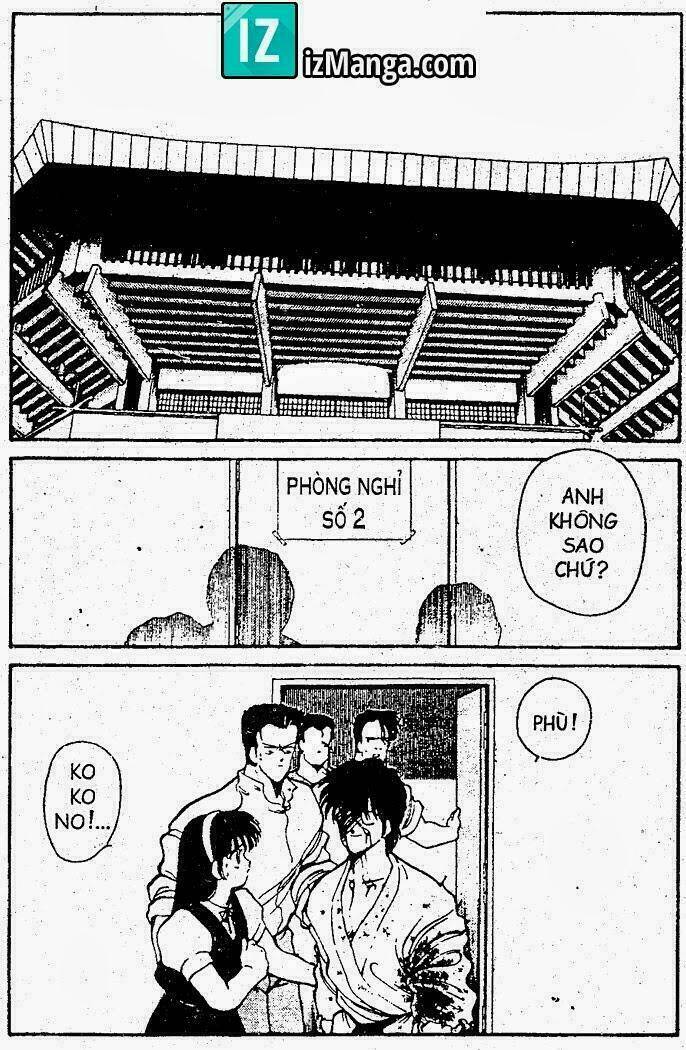 IZ
izManga.com
PHÒNG NGHỈ
SỐ 2
ANH
KHÔNG
SAO
CHỨ?
PHÙ!
KO
KO
NO!...